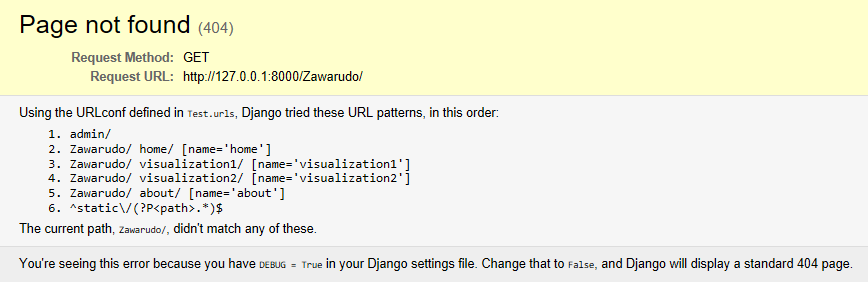 Page not found (404)
Request Method: GET
Request URL: http://127.0.0.1:8000/Zawarudo/
Using the URLconf defined in Test.urls, Django tried these URL patterns, in this order:
1. admin/
2. Zawarudo/ home/ [name='home']
3. Zawarudo/ visualization1/ [name='visualization1']
4. Zawarudo/ visualization2/ [name='visualization2']
5. Zawarudo/ about/ [name='about']
6. ^static\/(?P<path>.*)$
The current path, Zawarudo/, didn't match any of these.
You're seeing this error because you have DEBUG = True in your Django settings file. Change that to False, and Django will display a standard 404 page.